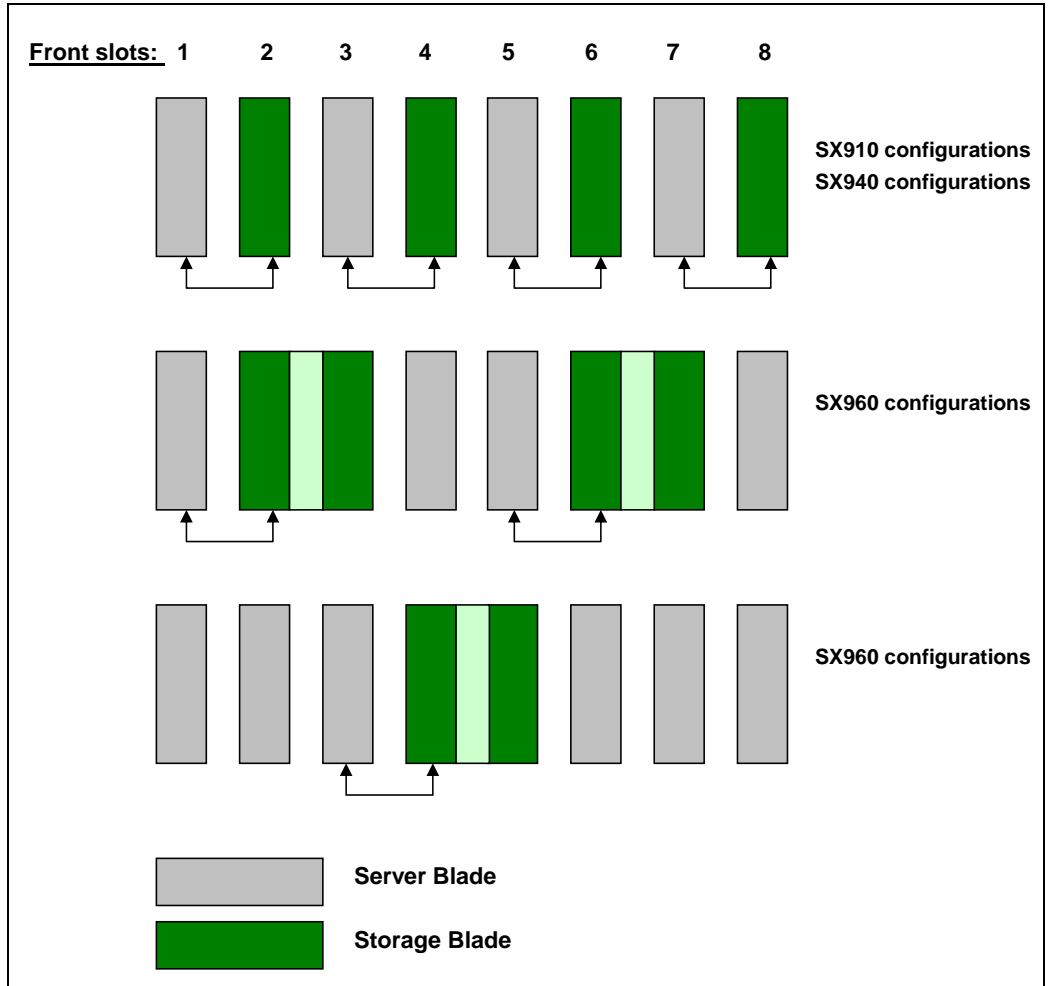 Front slots: 1 2 3 4 5 6 7 8
SX910 configurations
SX940 configurations
SX960 configurations
SX960 configurations
Server Blade
Storage Blade